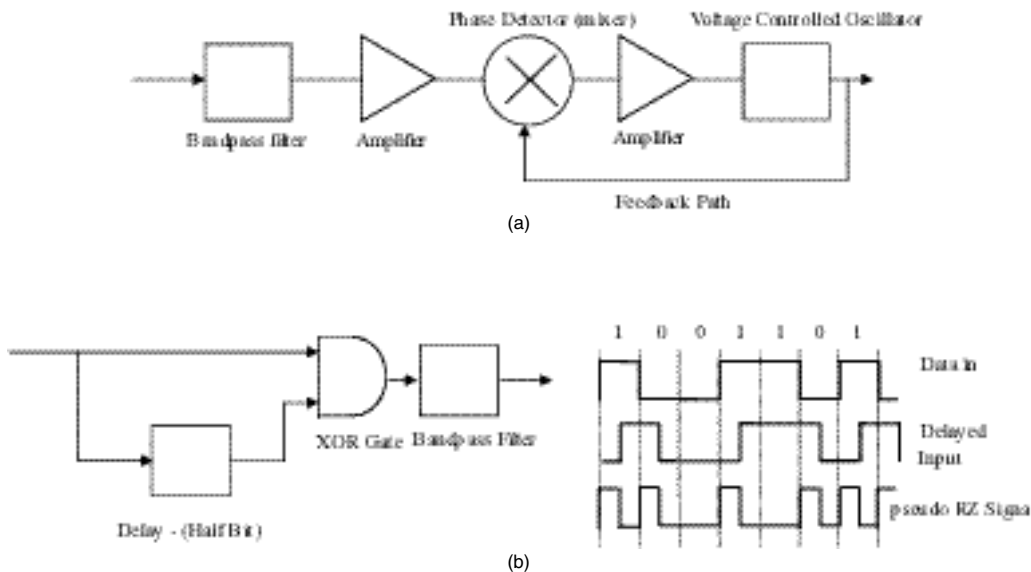 Phase Detector (mixer)
Voltage Controlled Oscillator
Bandpass filter
Amplifier
Amplifier
Feedback Path
(a)
1 0 0 1 1 0 1
Data in
XOR Gate
Bandpass Filter
Delayed
Input
pseudo RZ Signa
Delay - (Half Bit)
(b)